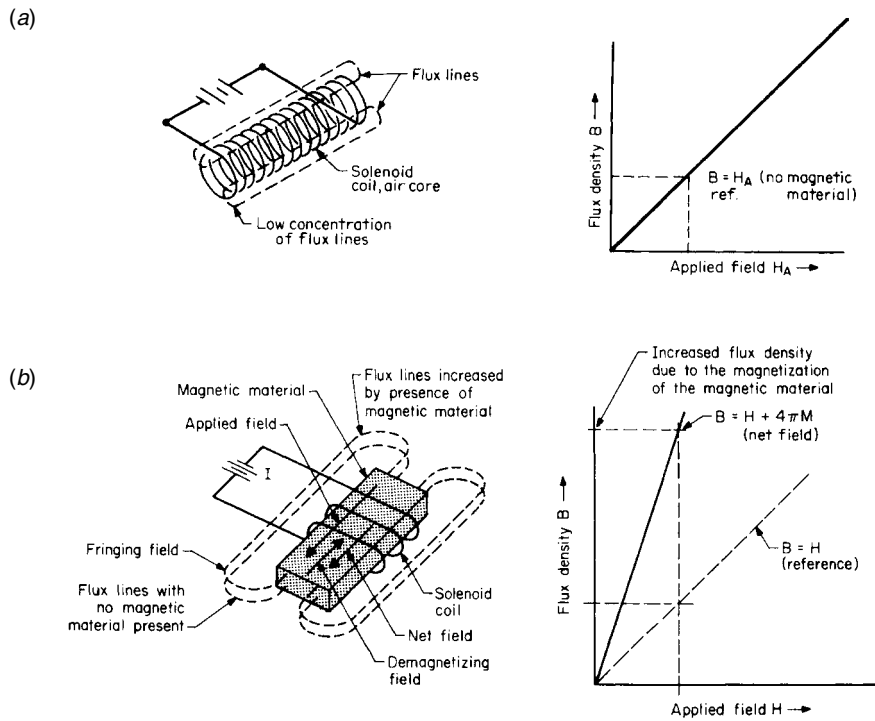 (a)
Flux lines
Solenoid
coil, air core
Low concentration
of flux lines
Flux density B
B = HA (no magnetic
ref. material)
Applied field HA
(b)
Magnetic material
Applied field
Flux lines increased
by presence of
magnetic material
I
Fringing field
Flux lines with
no magnetic
material present
Solenoid
coil
Net field
Demagnetizing
field
Increased flux density
due to the magnetization
of the magnetic material
B = H + 4πM
(net field)
B = H
(reference)
Flux density B
Applied field H